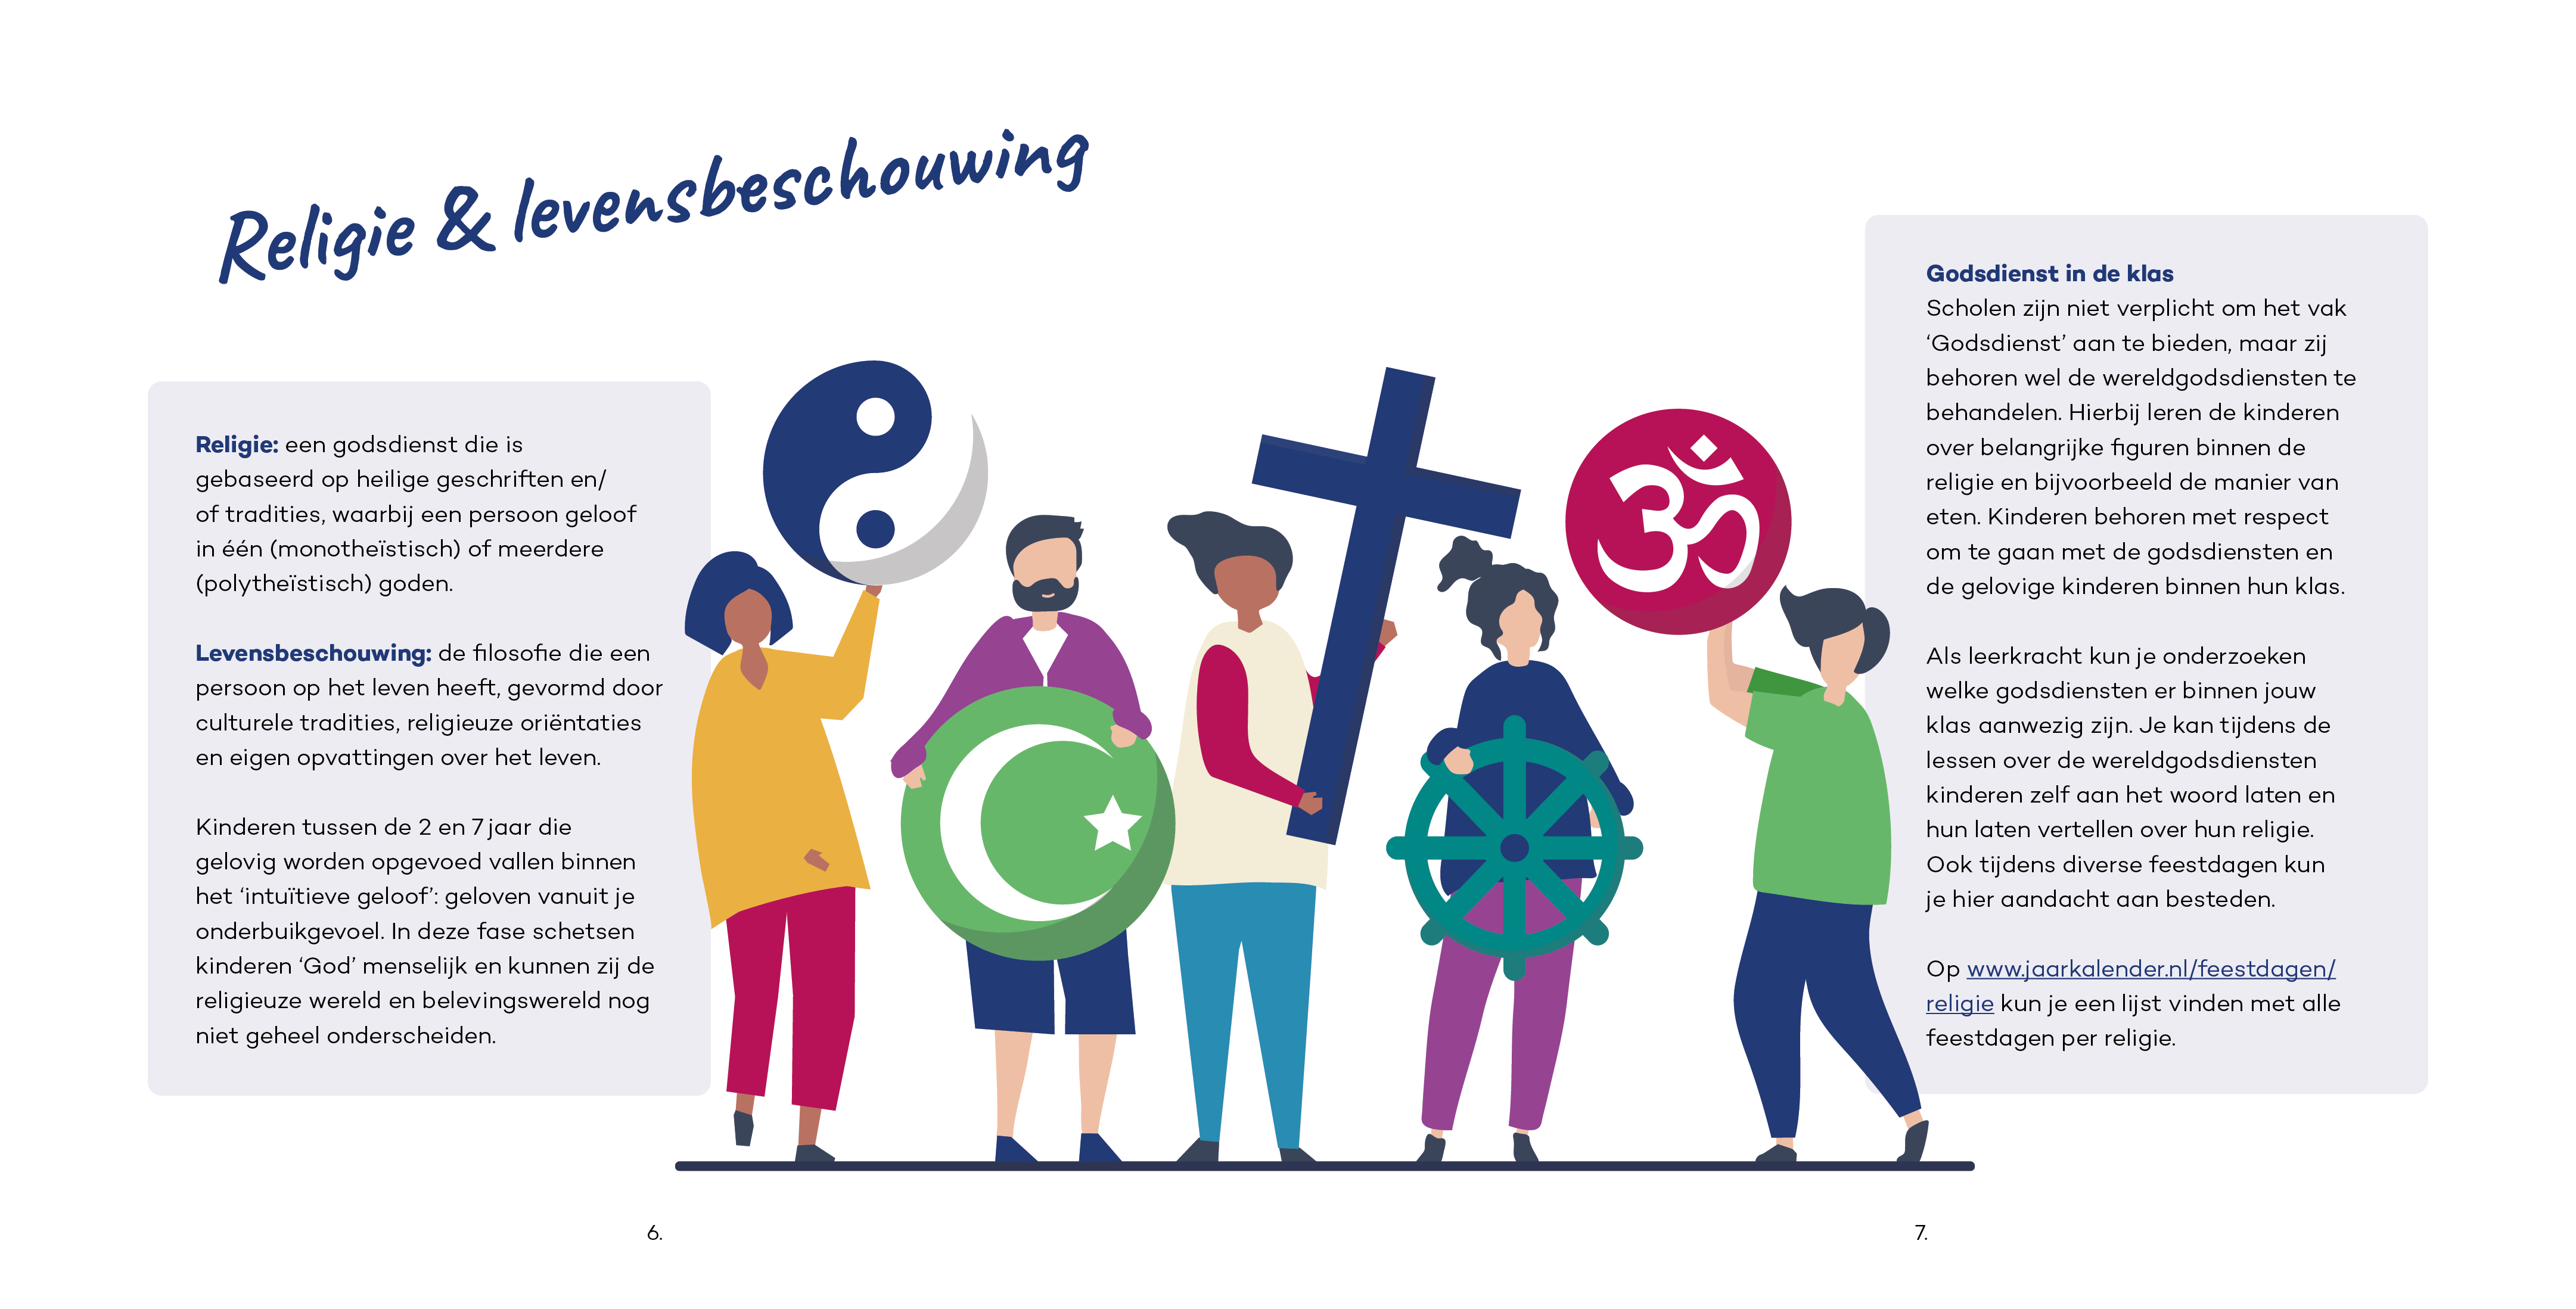 Religie & levensbeschouwing
Religie: een godsdienst die is
gebaseerd op heilige geschriften en/
of tradities, waarbij een persoon geloof
in één (monotheïstisch) of meerdere
(polytheïstisch) goden.
Levensbeschouwing: de filosofie die een
persoon op het leven heeft, gevormd door
culturele tradities, religieuze oriëntaties
en eigen opvattingen over het leven.
Kinderen tussen de 2 en 7 jaar die
gelovig worden opgevoed vallen binnen
het ‘intuïtieve geloof’: geloven vanuit je
onderbuikgevoel. In deze fase schetsen
kinderen ‘God’ menselijk en kunnen zij de
religieuze wereld en belevingswereld nog
niet geheel onderscheiden.
6.
Godsdienst in de klas
Scholen zijn niet verplicht om het vak
‘Godsdienst’ aan te bieden, maar zij
behoren wel de wereldgodsdiensten te
behandelen. Hierbij leren de kinderen
over belangrijke figuren binnen de
religie en bijvoorbeeld de manier van
eten. Kinderen behoren met respect
om te gaan met de godsdiensten en
de gelovige kinderen binnen hun klas.
Als leerkracht kun je onderzoeken
welke godsdiensten er binnen jouw
klas aanwezig zijn. Je kan tijdens de
lessen over de wereldgodsdiensten
kinderen zelf aan het woord laten en
hun laten vertellen over hun religie.
Ook tijdens diverse feestdagen kun
je hier aandacht aan besteden.
Op www.jaarkalender.nl/feestdagen/
religie kun je een lijst vinden met alle
feestdagen per religie.
7.